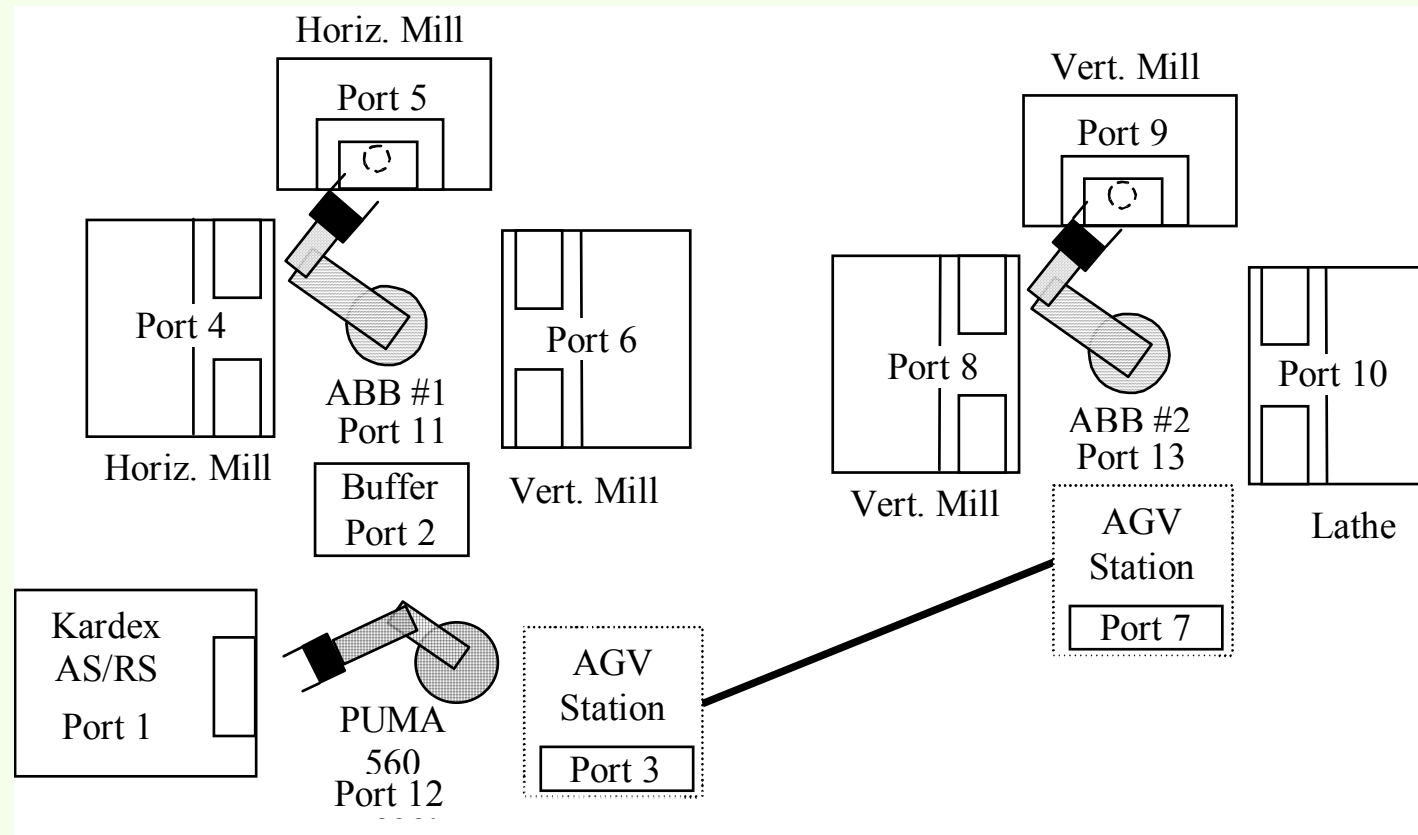 Horiz. Mill
Port 5
Vert. Mill
Port 9
Port 4
Port 6
Port 8
Port 10
ABB #1
Port 11
ABB #2
Port 13
Horiz. Mill
Buffer
Port 2
Vert. Mill
Vert. Mill
AGV
Station
Port 7
Lathe
Kardex
AS/RS
Port 1
PUMA
560
Port 12
AGV
Station
Port 3